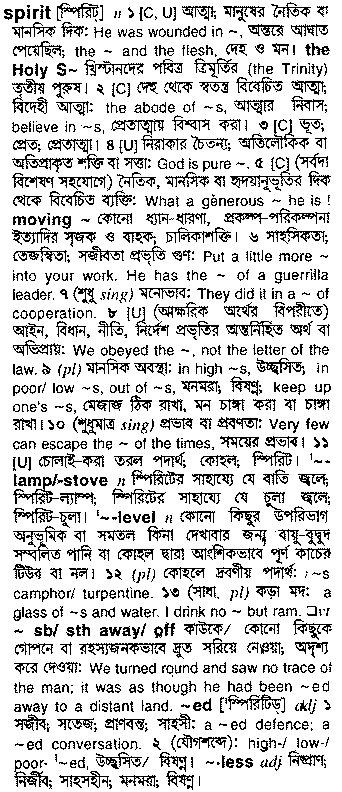 spirit [স্পিরিট্] n ১ [C, U] আত্মা; মানুষের নৈতিক বা
মানসিক দিক: He was wounded in ~, অন্তরে আঘাত
পেয়েছিল; the ~ and the flesh, দেহ ও মন। the
Holy S~ খ্রিস্টানদের পবিত্র ত্রিমূর্তির (the Trinity)
তৃতীয় পুরুষ। ২ [C] দেহ থেকে স্বতন্ত্র বিবেচিত আত্মা;
বিদেহী আত্মা: the abode of ~s, আত্মার নিবাস;
believe in ~s, প্রেতাত্মায় বিশ্বাস করা। ৩ [C] ভূত;
প্রেত; প্রেতাত্মা। ৪ [U] নিরাকার চৈতন্য; অতিলৌকিক বা
অতিপ্রাকৃত শক্তি বা সত্তা: God is pure ~. ৫ [C] (সর্বদা
বিশেষণ সহযোগে) নৈতিক, মানসিক বা হৃদয়ানুভূতির দিক
থেকে বিবেচিত ব্যক্তি: What a generous ~ he is!
moving ~ কোনো ধ্যান-ধারণা, প্রকল্প-পরিকল্পনা
ইত্যাদির সৃজক ও বাহক; চালিকাশক্তি। ৬ সাহসিকতা;
তেজস্বিতা; সজীবতা প্রভৃতি গুণ: Put a little more ~
into your work. He has the ~ of a guerrilla
leader. ৭ (শুধু sing) মনোভাব: They did it in a ~ of
cooperation. ৮ [U] (আক্ষরিক অর্থের বিপরীতে)
আইন, বিধান, নীতি, নির্দেশ প্রভৃতির অন্তর্নিহিত অর্থ বা
অভিপ্রায়: We obeyed the ~, not the letter of the
law. ৯ (pl) মানসিক অবস্থা: in high ~s, উচ্ছ্বসিত; in
poor/ low ~s, out of ~s, মনমরা; বিষণ্ণ; keep up
one's ~s, মেজাজ ঠিক রাখা, মন চাঙ্গা করা বা চাঙ্গা
রাখা। ১০ (শুধুমাত্র sing) প্রভাব বা প্রবণতা: Very few
can escape the ~ of the times, সময়ের প্রভাব। ১১
[U] চোলাই-করা তরল পদার্থ; কোহল; স্পিরিট। '~-
lamp/-stove n স্পিরিটের সাহায্যে যে বাতি জ্বলে;
স্পিরিট-ল্যাম্প; স্পিরিটের সাহায্যে যে চুলা জ্বলে;
স্পিরিট-চুলা। '~-level n কোনো কিছুর উপরিভাগ
অনুভূমিক বা সমতল কিনা দেখাবার জন্য বায়ু-বুদ্বুদ
সম্বলিত পানি বা কোহল দ্বারা আংশিকভাবে পূর্ণ কাচের
টিউব বা নল। ১২ (pl) কোহলে দ্রবণীয় পদার্থ: ~s
camphor/ turpentine. ১৩ (সাধা. pl) কড়া মদ: a
glass of ~s and water. I drink no ~ but ram. □vt
~ sb/ sth away/ off কাউকে/ কোনো কিছুকে
গোপনে বা রহস্যজনকভাবে দ্রুত সরিয়ে নেওয়া; অদৃশ্য
করে দেওয়া: We turned round and saw no trace of
the man; it was as though he had been ~ed
away to a distant land. ~ed [স্পিরিটিড্] adj ১
সজীব; সতেজ; প্রাণবন্ত; সাহসী: a ~ed defence; a
~ed conversation. ২ (যৌগশব্দে): high-/ low-/
poor- '~ed, উচ্ছ্বসিত/ বিষণ্ণ। ~-less adj নিষ্প্রাণ;
নির্জীব; সাহসহীন; মনমরা; বিষণ্ণ।